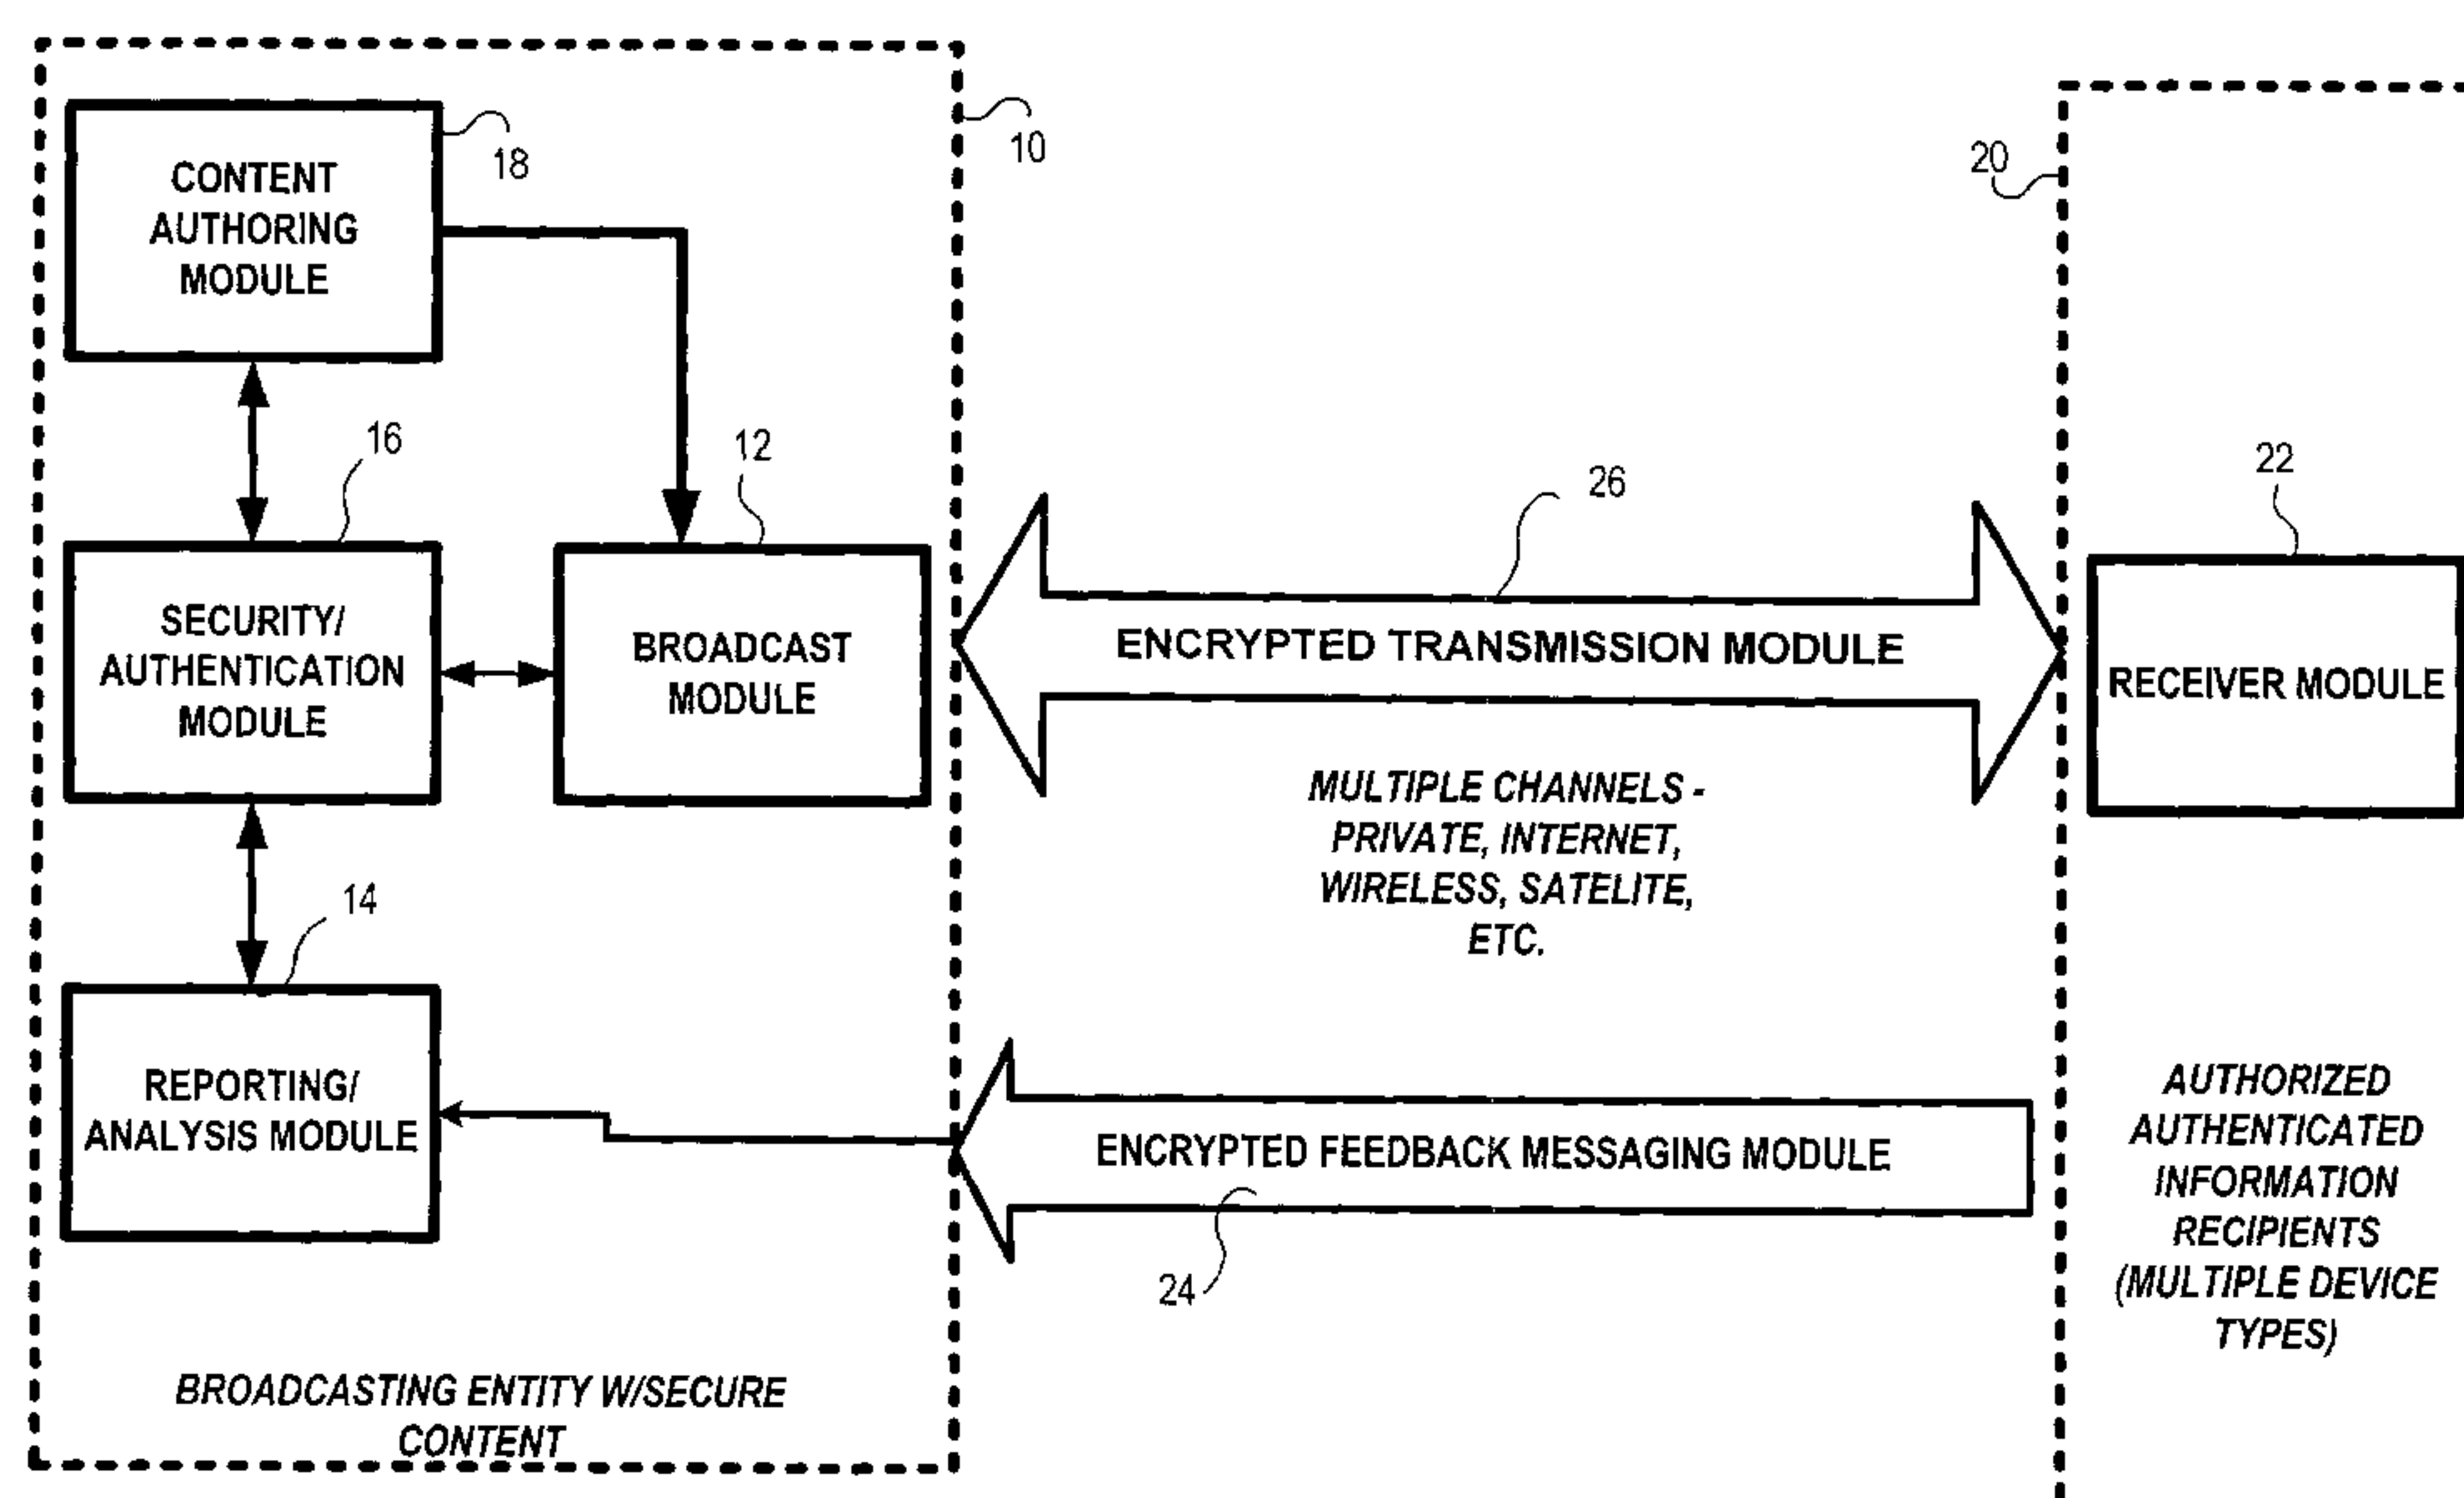 CONTENT
AUTHORING
MODULE
18
10
20
16
12
26
22
SECURITY/
AUTHENTICATION
MODULE
BROADCAST
MODULE
ENCRYPTED TRANSMISSION MODULE
RECEIVER MODULE
MULTIPLE CHANNELS -
PRIVATE, INTERNET,
WIRELESS, SATELITE,
ETC.
14
REPORTING/
ANALYSIS MODULE
ENCRYPTED FEEDBACK MESSAGING MODULE
24
AUTHORIZED
AUTHENTICATED
INFORMATION
RECIPIENTS
(MULTIPLE DEVICE
TYPES)
BROADCASTING ENTITY W/SECURE
CONTENT